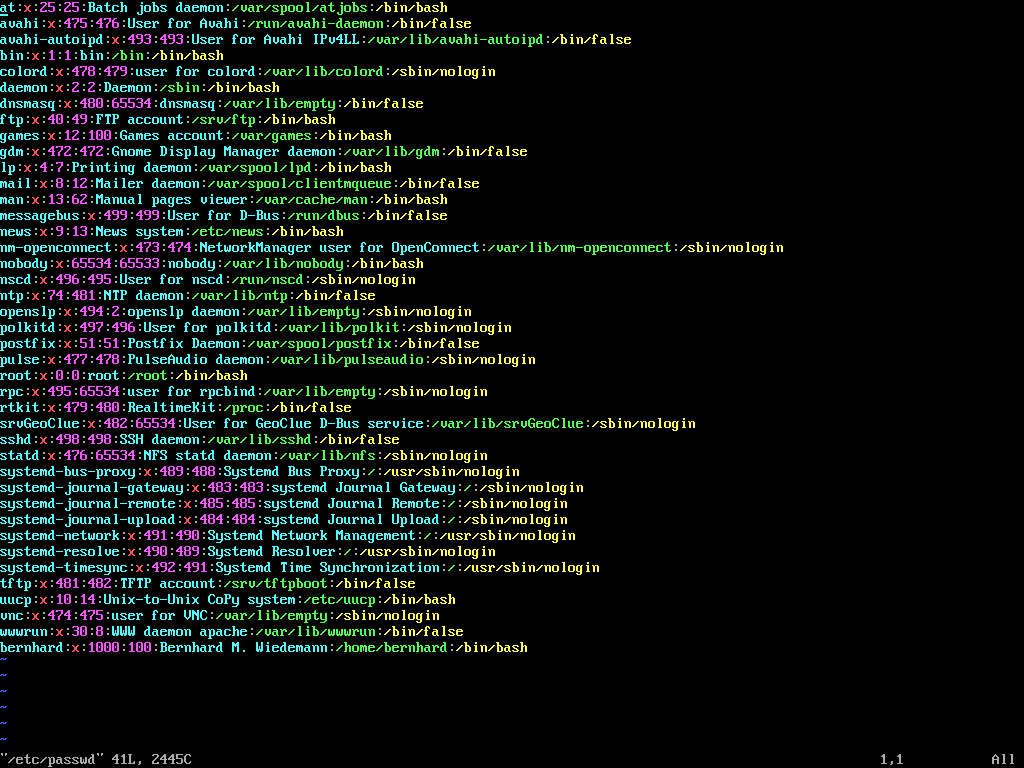 at:x:25:25:Batch jobs daemon:/var/spool/atjobs:/bin/bash
avahi:x:475:476:User for Avahi:/run/avahi-daemon:/bin/false
avahi-autoipd:x:493:493:User for Avahi IPv4LL:/var/lib/avahi-autoipd:/bin/false
bin:x:1:1:bin:/bin:/bin/bash
colord:x:478:479:user for colord:/var/lib/colord:/sbin/nologin
daemon:x:2:2:Daemon:/sbin:/bin/bash
dnsmasq:x:480:65534:dnsmasq:/var/lib/empty:/bin/false
ftp:x:40:49:FTP account:/srv/ftp:/bin/bash
games:x:12:100:Games account:/var/games:/bin/bash
gdm:x:472:472:Gnome Display Manager daemon:/var/lib/gdm:/bin/false
lp:x:4:7:Printing daemon:/var/spool/lpd:/bin/bash
mail:x:8:12:Mailer daemon:/var/spool/clientmqueue:/bin/false
man:x:13:62:Manual pages viewer:/var/cache/man:/bin/bash
messagebus:x:499:499:User for D-Bus:/run/dbus:/bin/false
news:x:9:13:News system:/etc/news:/bin/bash
nm-openconnect:x:473:474:NetworkManager user for OpenConnect:/var/lib/nm-openconnect:/sbin/nologin
nobody:x:65534:65533:nobody:/var/lib/nobody:/bin/bash
nscd:x:496:495:User for nscd:/run/nscd:/sbin/nologin
ntp:x:74:481:NTP daemon:/var/lib/ntp:/bin/false
openslp:x:494:2:openslp daemon:/var/lib/empty:/sbin/nologin
polkitd:x:497:496:User for polkitd:/var/lib/polkit:/sbin/nologin
postfix:x:51:51:Postfix Daemon:/var/spool/postfix:/bin/false
pulse:x:477:478:PulseAudio daemon:/var/lib/pulseaudio:/sbin/nologin
root:x:0:0:root:/root:/bin/bash
rpc:x:495:65534:user for rpcbind:/var/lib/empty:/sbin/nologin
rtkit:x:479:480:RealtimeKit:/proc:/bin/false
srvGeoClue:x:482:65534:User for GeoClue D-Bus service:/var/lib/srvGeoClue:/sbin/nologin
sshd:x:498:498:SSH daemon:/var/lib/sshd:/bin/false
statd:x:476:65534:NFS statd daemon:/var/lib/nfs:/sbin/nologin
systemd-bus-proxy:x:489:488:Systemd Bus Proxy:/:/usr/sbin/nologin
systemd-journal-gateway:x:483:483:systemd Journal Gateway:/:/sbin/nologin
systemd-journal-remote:x:485:485:systemd Journal Remote:/:/sbin/nologin
systemd-journal-upload:x:484:484:systemd Journal Upload:/:/sbin/nologin
systemd-network:x:491:490:Systemd Network Management:/:/usr/sbin/nologin
systemd-resolve:x:490:489:Systemd Resolver:/:/usr/sbin/nologin
systemd-timesync:x:492:491:Systemd Time Synchronization:/:/usr/sbin/nologin
tftp:x:481:482:TFTP account:/srv/tftpboot:/bin/false
uucp:x:10:14:Unix-to-Unix CoPy system:/etc/uucp:/bin/bash
vnc:x:474:475:user for VNC:/var/lib/empty:/sbin/nologin
wwwrun:x:30:8:WWW daemon apache:/var/lib/wwwrun:/bin/false
bernhard:x:1000:100:Bernhard M. Wiedemann:/home/bernhard:/bin/bash
~
~
~
~
~
~
"/etc/passwd" 41L, 2445C 1,1 All